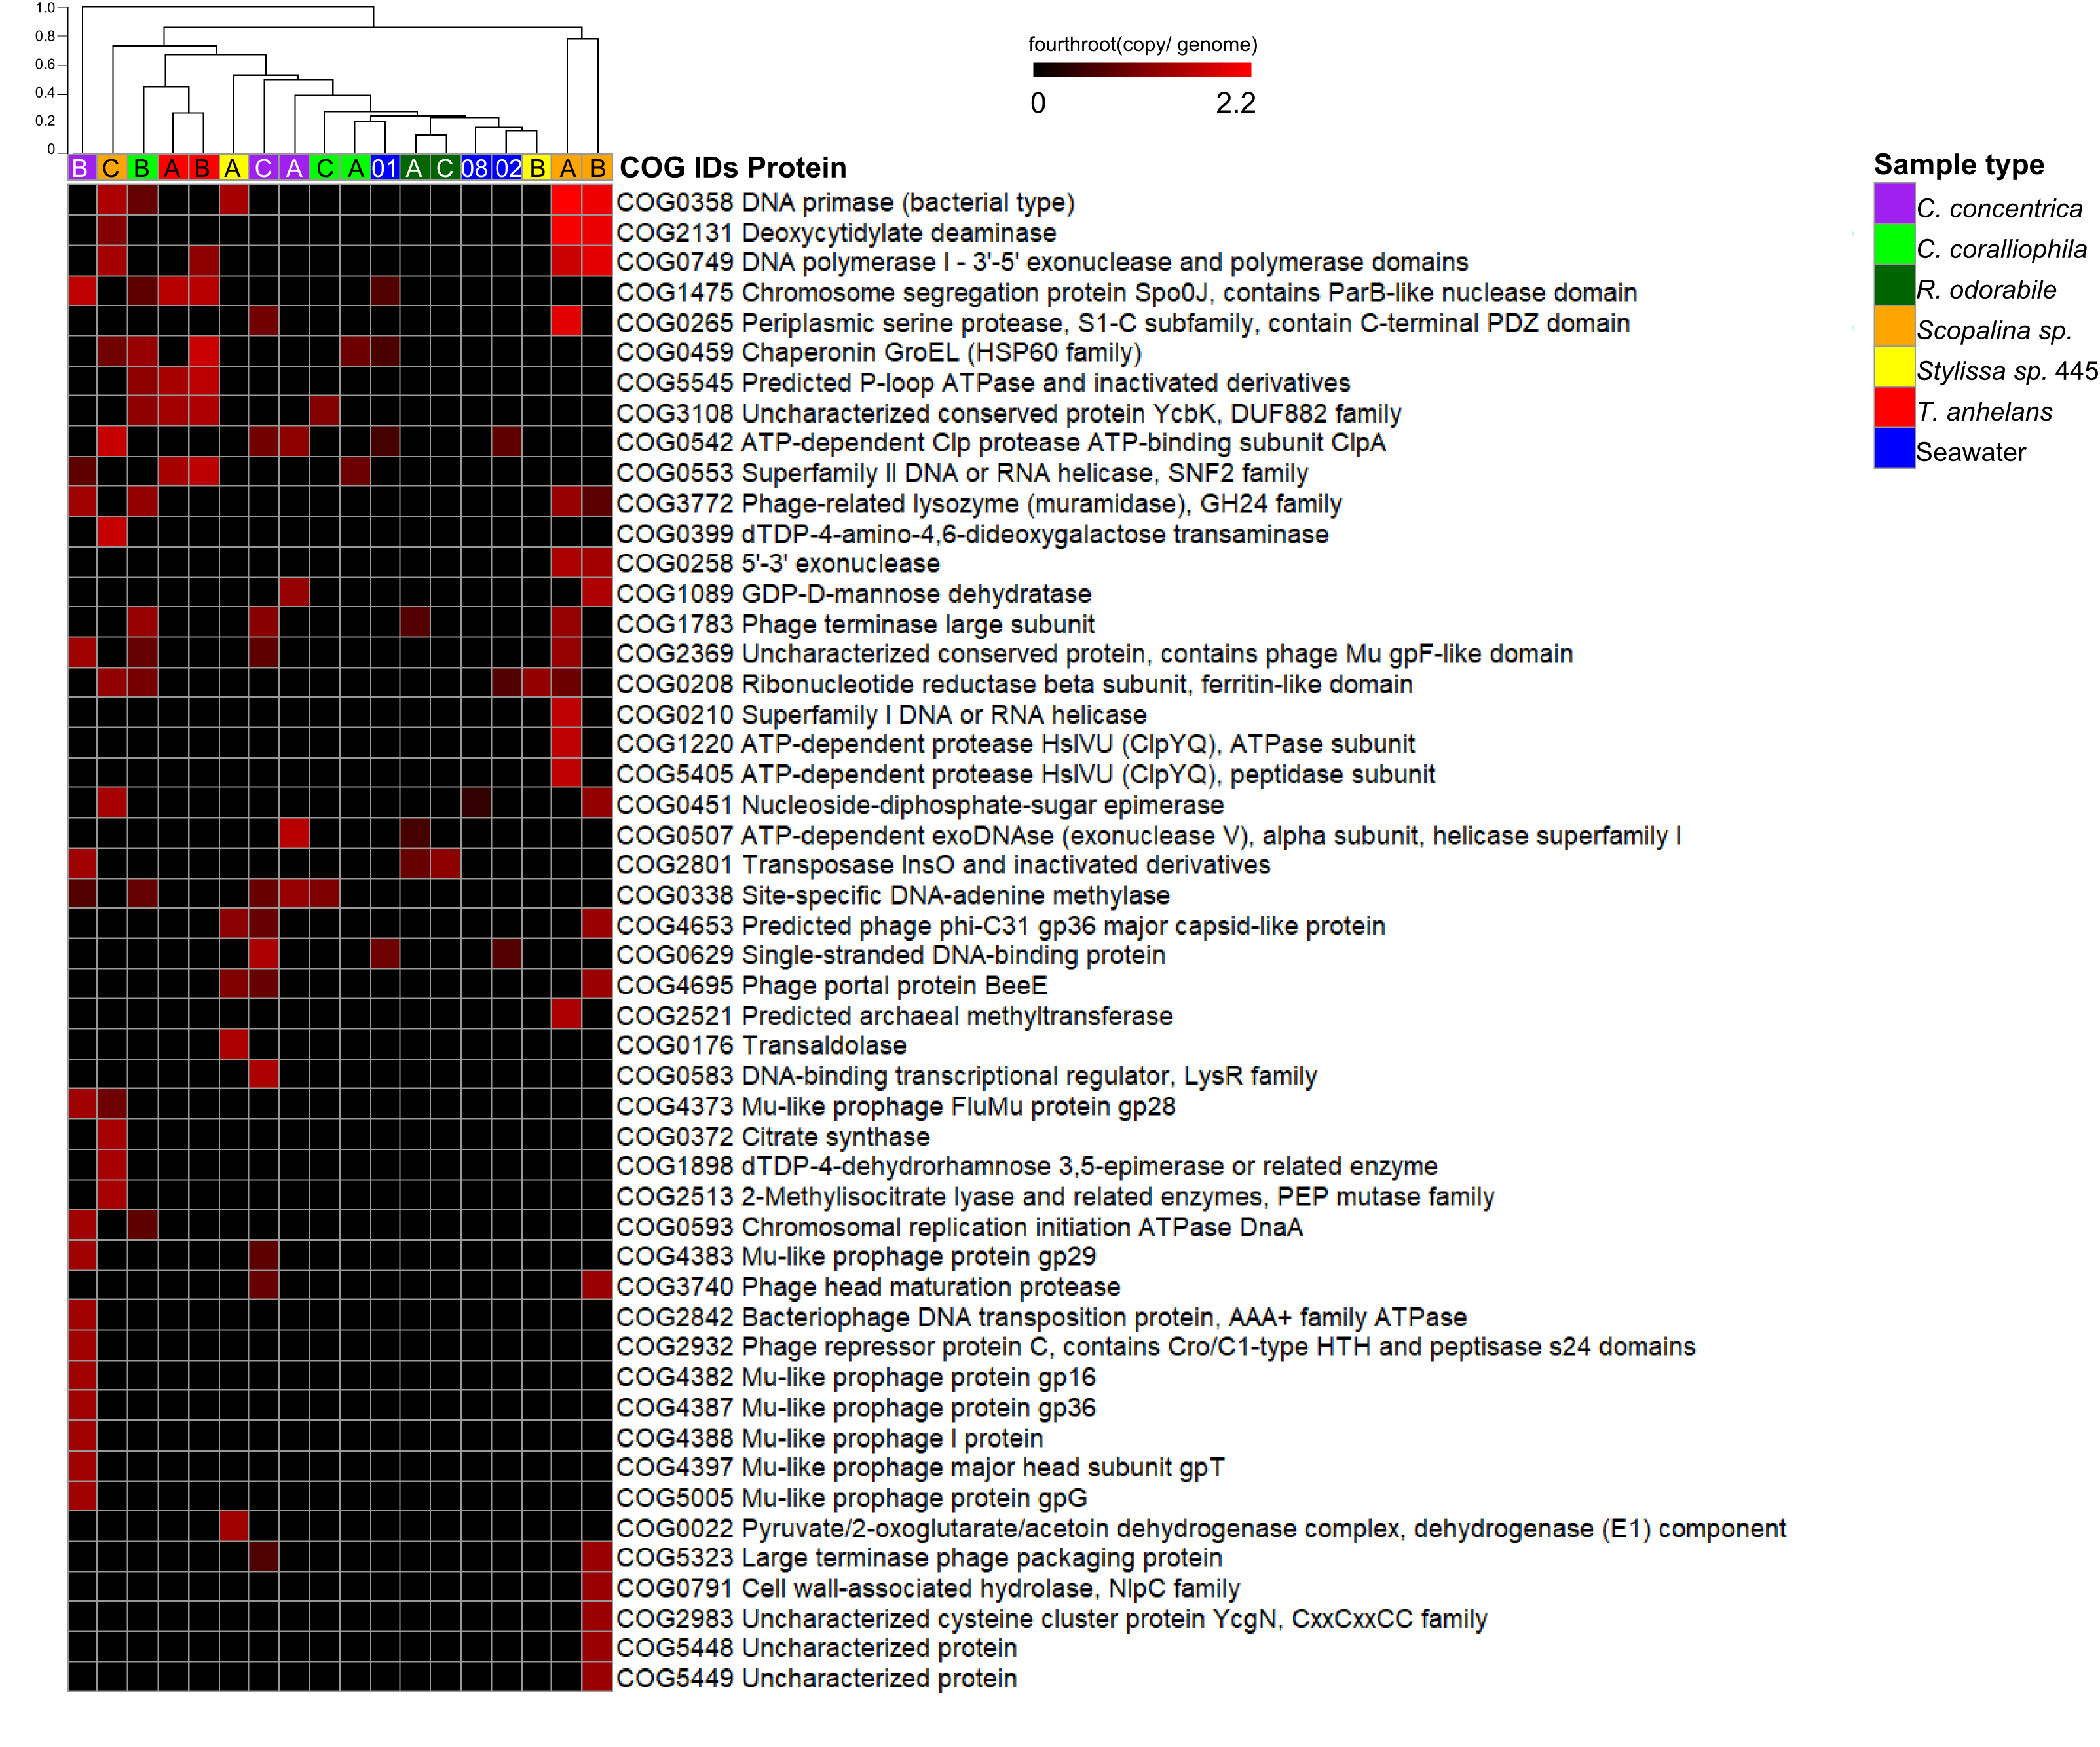 1.0
0.8
0.6
0.4
0.2
0
fourthroot(copy/ genome)
0 2.2
B C B A B A C A C A 01 A C 08 02 B A B COG IDs Protein
COG0358 DNA primase (bacterial type)
COG2131 Deoxycytidylate deaminase
COG0749 DNA polymerase I - 3'-5' exonuclease and polymerase domains
COG1475 Chromosome segregation protein Spo0J, contains ParB-like nuclease domain
COG0265 Periplasmic serine protease, S1-C subfamily, contain C-terminal PDZ domain
COG0459 Chaperonin GroEL (HSP60 family)
COG5545 Predicted P-loop ATPase and inactivated derivatives
COG3108 Uncharacterized conserved protein YcbK, DUF882 family
COG0542 ATP-dependent Clp protease ATP-binding subunit ClpA
COG0553 Superfamily II DNA or RNA helicase, SNF2 family
COG3772 Phage-related lysozyme (muramidase), GH24 family
COG0399 dTDP-4-amino-4,6-dideoxygalactose transaminase
COG0258 5'-3' exonuclease
COG1089 GDP-D-mannose dehydratase
COG1783 Phage terminase large subunit
COG2369 Uncharacterized conserved protein, contains phage Mu gpF-like domain
COG0208 Ribonucleotide reductase beta subunit, ferritin-like domain
COG0210 Superfamily I DNA or RNA helicase
COG1220 ATP-dependent protease HslVU (ClpYQ), ATPase subunit
COG5405 ATP-dependent protease HslVU (ClpYQ), peptidase subunit
COG0451 Nucleoside-diphosphate-sugar epimerase
COG0507 ATP-dependent exoDNAse (exonuclease V), alpha subunit, helicase superfamily I
COG2801 Transposase InsO and inactivated derivatives
COG0338 Site-specific DNA-adenine methylase
COG4653 Predicted phage phi-C31 gp36 major capsid-like protein
COG0629 Single-stranded DNA-binding protein
COG4695 Phage portal protein BeeE
COG2521 Predicted archaeal methyltransferase
COG0176 Transaldolase
COG0583 DNA-binding transcriptional regulator, LysR family
COG4373 Mu-like prophage FluMu protein gp28
COG0372 Citrate synthase
COG1898 dTDP-4-dehydrorhamnose 3,5-epimerase or related enzyme
COG2513 2-Methylisocitrate lyase and related enzymes, PEP mutase family
COG0593 Chromosomal replication initiation ATPase DnaA
COG4383 Mu-like prophage protein gp29
COG3740 Phage head maturation protease
COG2842 Bacteriophage DNA transposition protein, AAA+ family ATPase
COG2932 Phage repressor protein C, contains Cro/C1-type HTH and peptisase s24 domains
COG4382 Mu-like prophage protein gp16
COG4387 Mu-like prophage protein gp36
COG4388 Mu-like prophage I protein
COG4397 Mu-like prophage major head subunit gpT
COG5005 Mu-like prophage protein gpG
COG0022 Pyruvate/2-oxoglutarate/acetoin dehydrogenase complex, dehydrogenase (E1) component
COG5323 Large terminase phage packaging protein
COG0791 Cell wall-associated hydrolase, NlpC family
COG2983 Uncharacterized cysteine cluster protein YcgN, CxxCxxCC family
COG5448 Uncharacterized protein
COG5449 Uncharacterized protein
Sample type
C. concentrica
C. coralliophila
R. odorabile
Scopalina sp.
Stylissa sp. 445
T. anhelans
Seawater